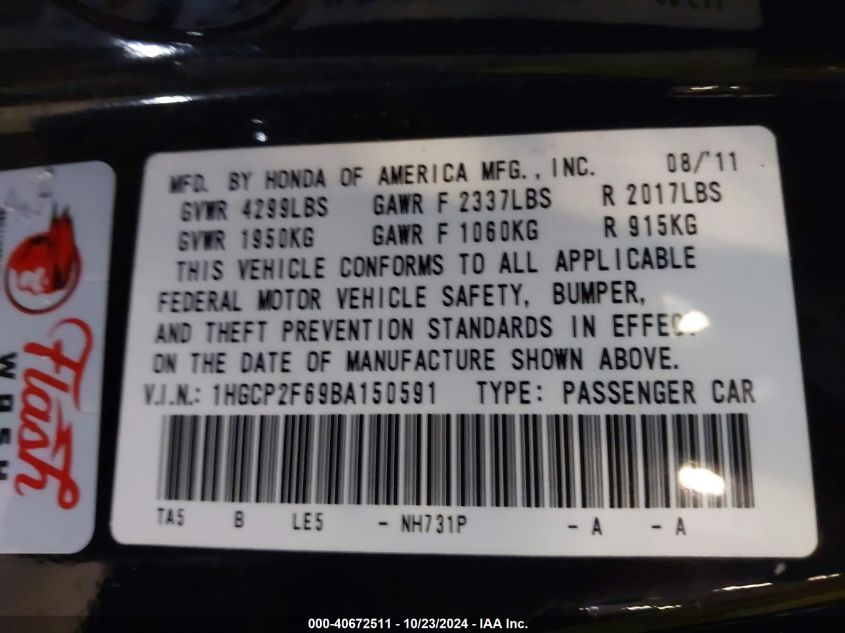 MFD. BY HONDA OF AMERICA MFG., INC. 08/'11
GVWR 4299LBS GAWR F 2337LBS R 2017LBS
GVWR 1950KG GAWR F 1060KG R 915KG
THIS VEHICLE CONFORMS TO ALL APPLICABLE
FEDERAL MOTOR VEHICLE SAFETY, BUMPER,
AND THEFT PREVENTION STANDARDS IN EFFECT
ON THE DATE OF MANUFACTURE SHOWN ABOVE.
V.I.N.: 1HGCP2F69BA150591 TYPE: PASSENGER CAR
TA5 B LE5 - NH731P - A - A
Flash
WASH
000-40672511 - 10/23/2024 - IAA Inc.